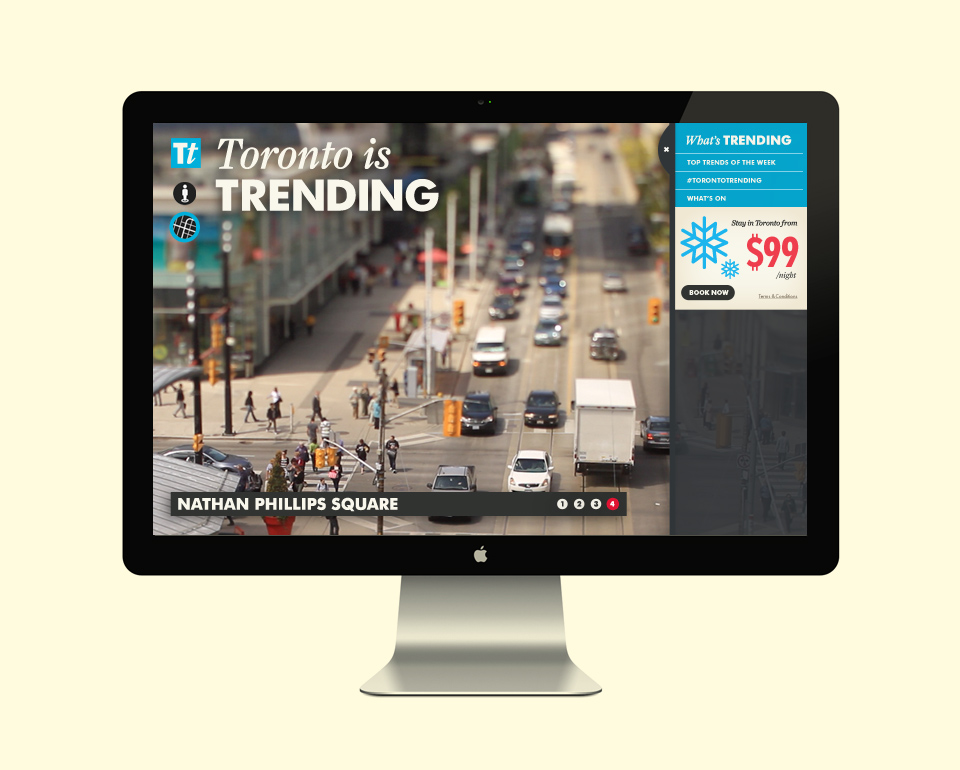 Tt
Toronto is
TRENDING
What's TRENDING
TOP TRENDS OF THE WEEK
#TORONTOTRENDING
WHAT'S ON
Stay in Toronto from
$99
/night
BOOK NOW
Terms & Conditions
NATHAN PHILLIPS SQUARE
1 2 3 4